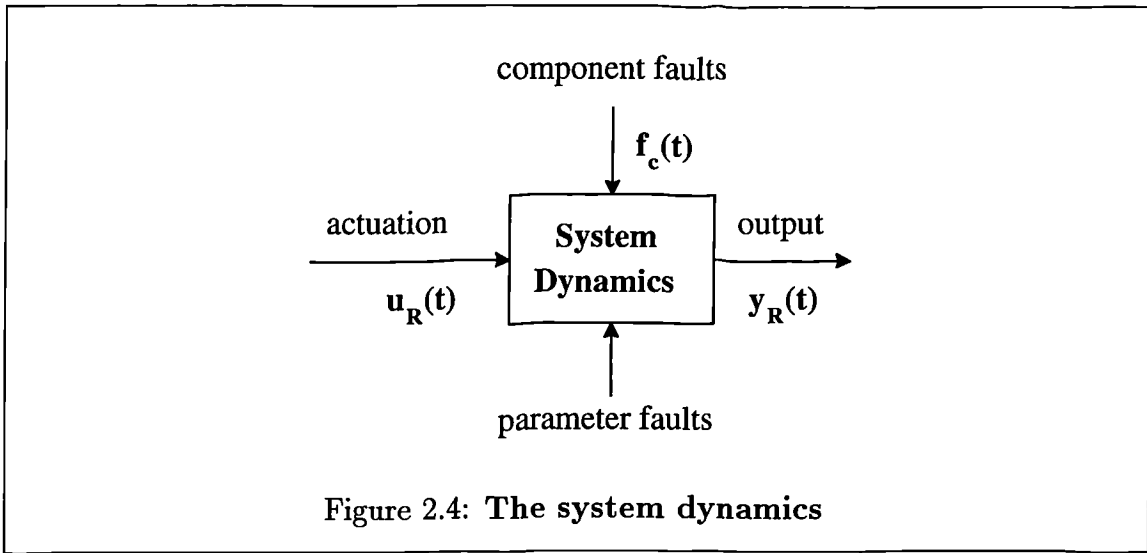 component faults
f_c(t)
actuation
System
Dynamics
output
u_R(t)
y_R(t)
parameter faults
Figure 2.4: The system dynamics